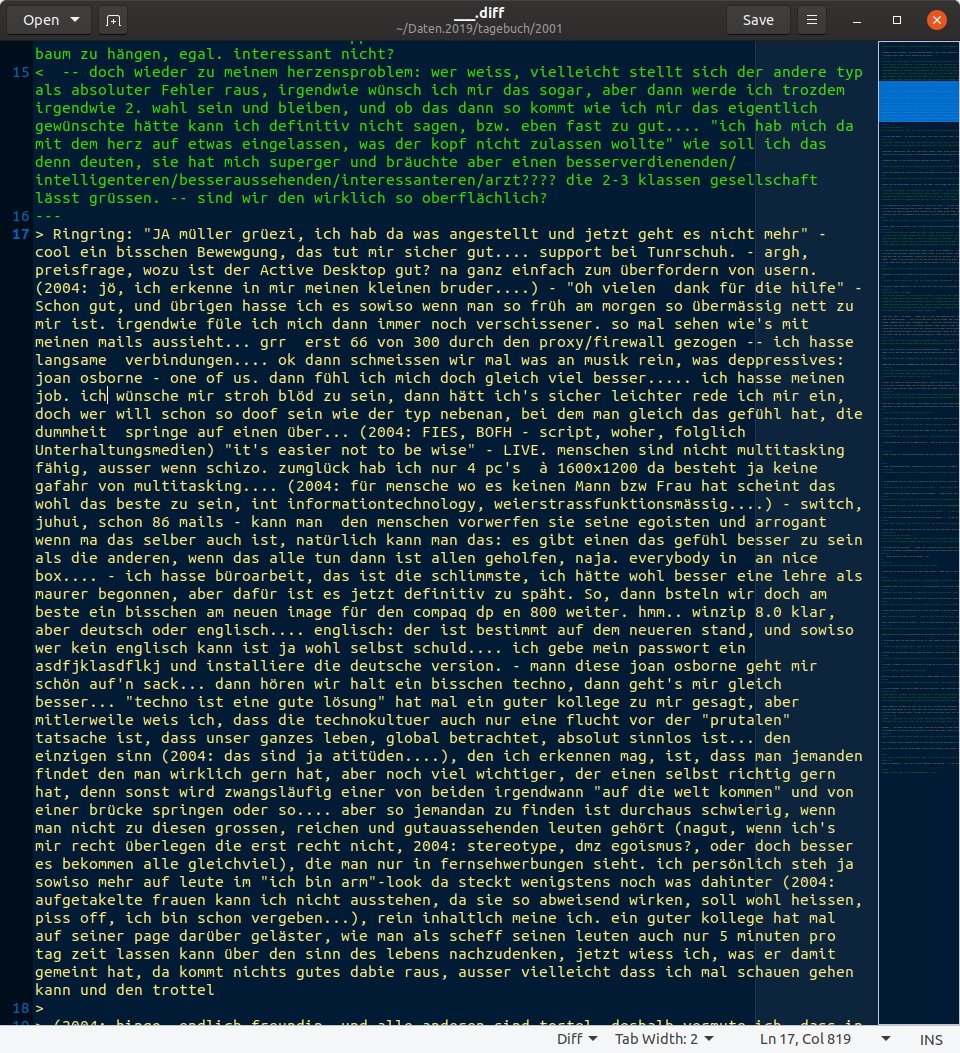 Open
___.diff
~/Daten.2019/tagebuch/2001
Save
baum zu hängen, egal. interessant nicht?
15 <  -- doch wieder zu meinem herzensproblem: wer weiss, vielleicht stellt sich der andere typ
als absoluter Fehler raus, irgendwie wünsch ich mir das sogar, aber dann werde ich trozdem
irgendwie 2. wahl sein und bleiben, und ob das dann so kommt wie ich mir das eigentlich
gewünschte hätte kann ich definitiv nicht sagen, bzw. eben fast zu gut.... "ich hab mich da
mit dem herz auf etwas eingelassen, was der kopf nicht zulassen wollte" wie soll ich das
denn deuten, sie hat mich superger und bräuchte aber einen besserverdienenden/
intelligenteren/besseraussehenden/interessanteren/arzt???? die 2-3 klassen gesellschaft
lässt grüssen. -- sind wir den wirklich so oberflächlich?
16 ---
17 > Ringring: "JA müller grüezi, ich hab da was angestellt und jetzt geht es nicht mehr" -
cool ein bisschen Bewewgung, das tut mir sicher gut.... support bei Tunrschuh. - argh,
preisfrage, wozu ist der Active Desktop gut? na ganz einfach zum überfordern von usern.
(2004: jö, ich erkenne in mir meinen kleinen bruder....) - "Oh vielen  dank für die hilfe" -
Schon gut, und übrigen hasse ich es sowiso wenn man so früh am morgen so übermässig nett zu
mir ist. irgendwie füle ich mich dann immer noch verschissener. so mal sehen wie's mit
meinen mails aussieht... grr  erst 66 von 300 durch den proxy/firewall gezogen -- ich hasse
langsame  verbindungen.... ok dann schmeissen wir mal was an musik rein, was deppressives:
joan osborne - one of us. dann fühl ich mich doch gleich viel besser..... ich hasse meinen
job. ich wünsche mir stroh blöd zu sein, dann hätt ich's sicher leichter rede ich mir ein,
doch wer will schon so doof sein wie der typ nebenan, bei dem man gleich das gefühl hat, die
dummheit  springe auf einen über... (2004: FIES, BOFH - script, woher, folglich
Unterhaltungsmedien) "it's easier not to be wise" - LIVE. menschen sind nicht multitasking
fähig, ausser wenn schizo. zumglück hab ich nur 4 pc's  à 1600x1200 da besteht ja keine
gafahr von multitasking.... (2004: für mensche wo es keinen Mann bzw Frau hat scheint das
wohl das beste zu sein, int informationtechnology, weierstrassfunktionsmässig....) - switch,
juhui, schon 86 mails - kann man  den menschen vorwerfen sie seine egoisten und arrogant
wenn ma das selber auch ist, natürlich kann man das: es gibt einen das gefühl besser zu sein
als die anderen, wenn das alle tun dann ist allen geholfen, naja. everybody in  an nice
box.... - ich hasse büroarbeit, das ist die schlimmste, ich hätte wohl besser eine lehre als
maurer begonnen, aber dafür ist es jetzt definitiv zu späht. So, dann bsteln wir doch am
beste ein bisschen am neuen image für den compaq dp en 800 weiter. hmm.. winzip 8.0 klar,
aber deutsch oder englisch.... englisch: der ist bestimmt auf dem neueren stand, und sowiso
wer kein englisch kann ist ja wohl selbst schuld.... ich gebe mein passwort ein
asdfjklasdflkj und installiere die deutsche version. - mann diese joan osborne geht mir
schön auf'n sack... dann hören wir halt ein bisschen techno, dann geht's mir gleich
besser... "techno ist eine gute lösung" hat mal ein guter kollege zu mir gesagt, aber
mitlerweile weis ich, dass die technokultuer auch nur eine flucht vor der "prutalen"
tatsache ist, dass unser ganzes leben, global betrachtet, absolut sinnlos ist... den
einzigen sinn (2004: das sind ja atitüden....), den ich erkennen mag, ist, dass man jemanden
findet den man wirklich gern hat, aber noch viel wichtiger, der einen selbst richtig gern
hat, denn sonst wird zwangsläufig einer von beiden irgendwann "auf die welt kommen" und von
einer brücke springen oder so.... aber so jemandan zu finden ist durchaus schwierig, wenn
man nicht zu diesen grossen, reichen und gutaussehenden leuten gehört (nagut, wenn ich's
mir recht überlegen die erst recht nicht, 2004: stereotype, dmz egoismus?, oder doch besser
es bekommen alle gleichviel), die man nur in fernsehwerbungen sieht. ich persönlich steh ja
sowiso mehr auf leute im "ich bin arm"-look da steckt wenigstens noch was dahinter (2004:
aufgetakelte frauen kann ich nicht ausstehen, da sie so abweisend wirken, soll wohl heissen,
piss off, ich bin schon vergeben...), rein inhaltlch meine ich. ein guter kollege hat mal
auf seiner page darüber geläster, wie man als scheff seinen leuten auch nur 5 minuten pro
tag zeit lassen kann über den sinn des lebens nachzudenken, jetzt wiess ich, was er damit
gemeint hat, da kommt nichts gutes dabie raus, ausser vielleicht dass ich mal schauen gehen
kann und den trottel
18 >
Diff
Tab Width: 2
Ln 17, Col 819
INS